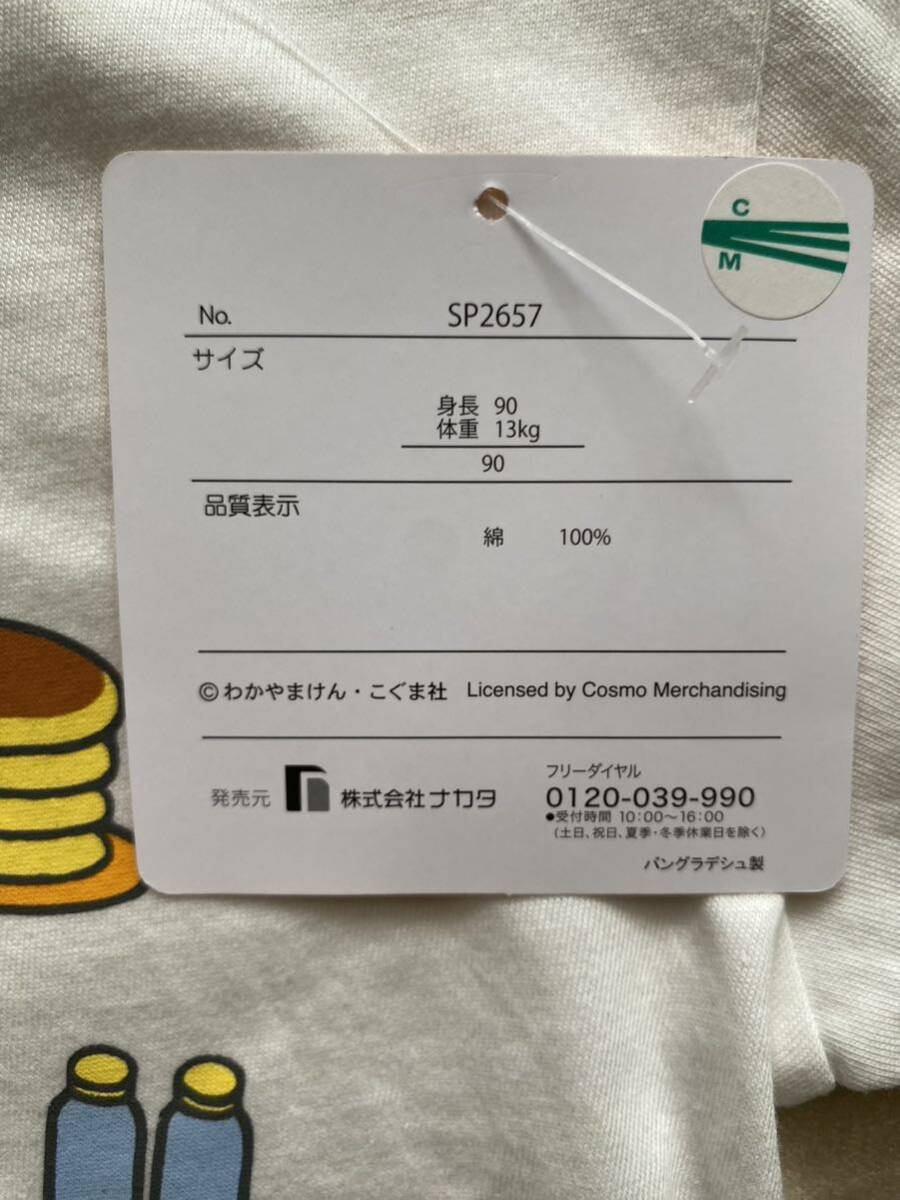 C
M
No. SP2657
サイズ
身長 90
体重 13kg
90
品質表示
綿 100%
©わかやまけん・こぐま社 Licensed by Cosmo Merchandising
発売元 株式会社ナカタ
フリーダイヤル
0120-039-990
●受付時間 10:00〜16:00
(土日、祝日、夏季・冬季休業日を除く)
バングラデシュ製